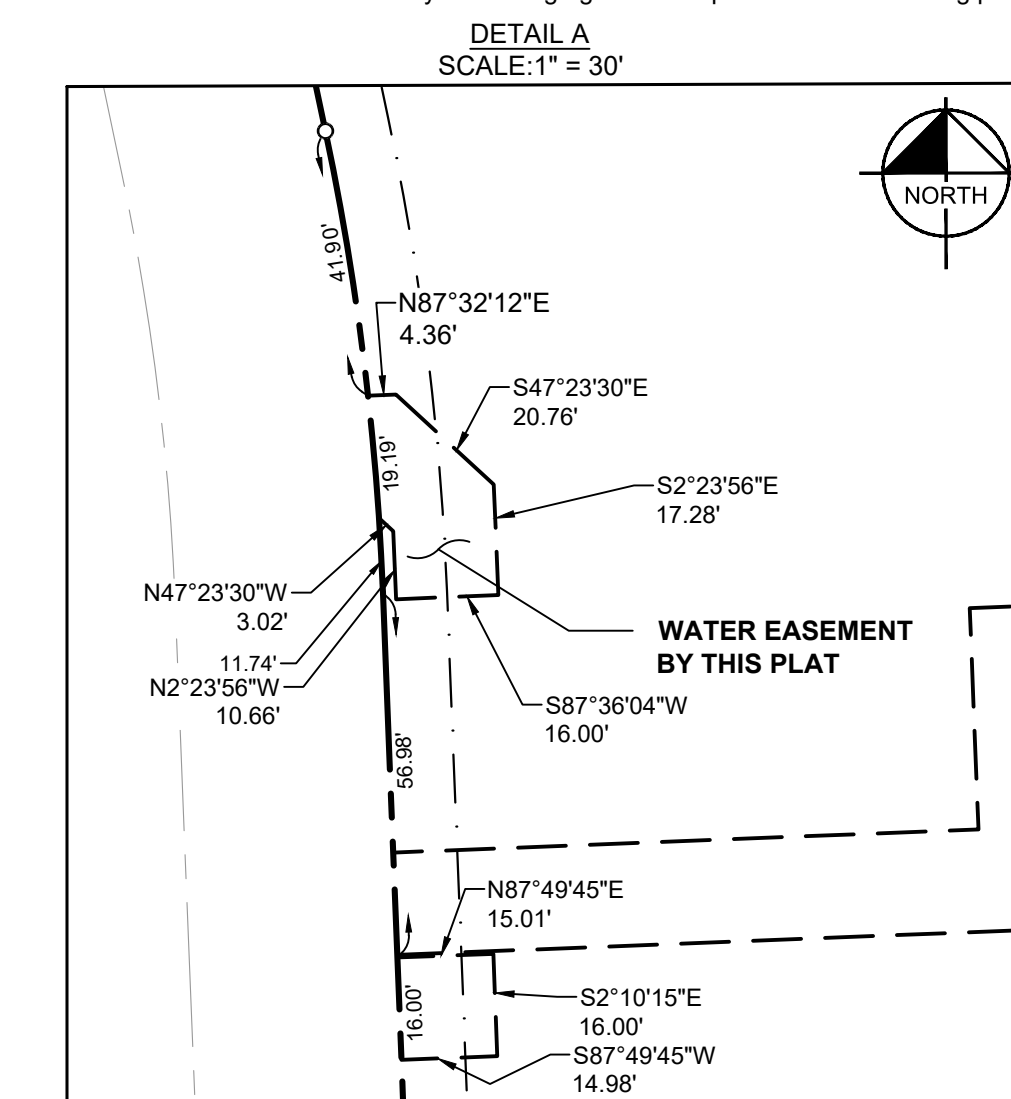 DETAIL A
SCALE:1" = 30'
NORTH
41.90'
N87°32'12"E
4.36'
S47°23'30"E
20.76'
19.19'
S2°23'56"E
17.28'
N47°23'30"W
3.02'
11.74'
N2°23'56"W
10.66'
WATER EASEMENT
BY THIS PLAT
S87°36'04"W
16.00'
56.98'
N87°49'45"E
15.01'
16.00'
S2°10'15"E
16.00'
S87°49'45"W
14.98'